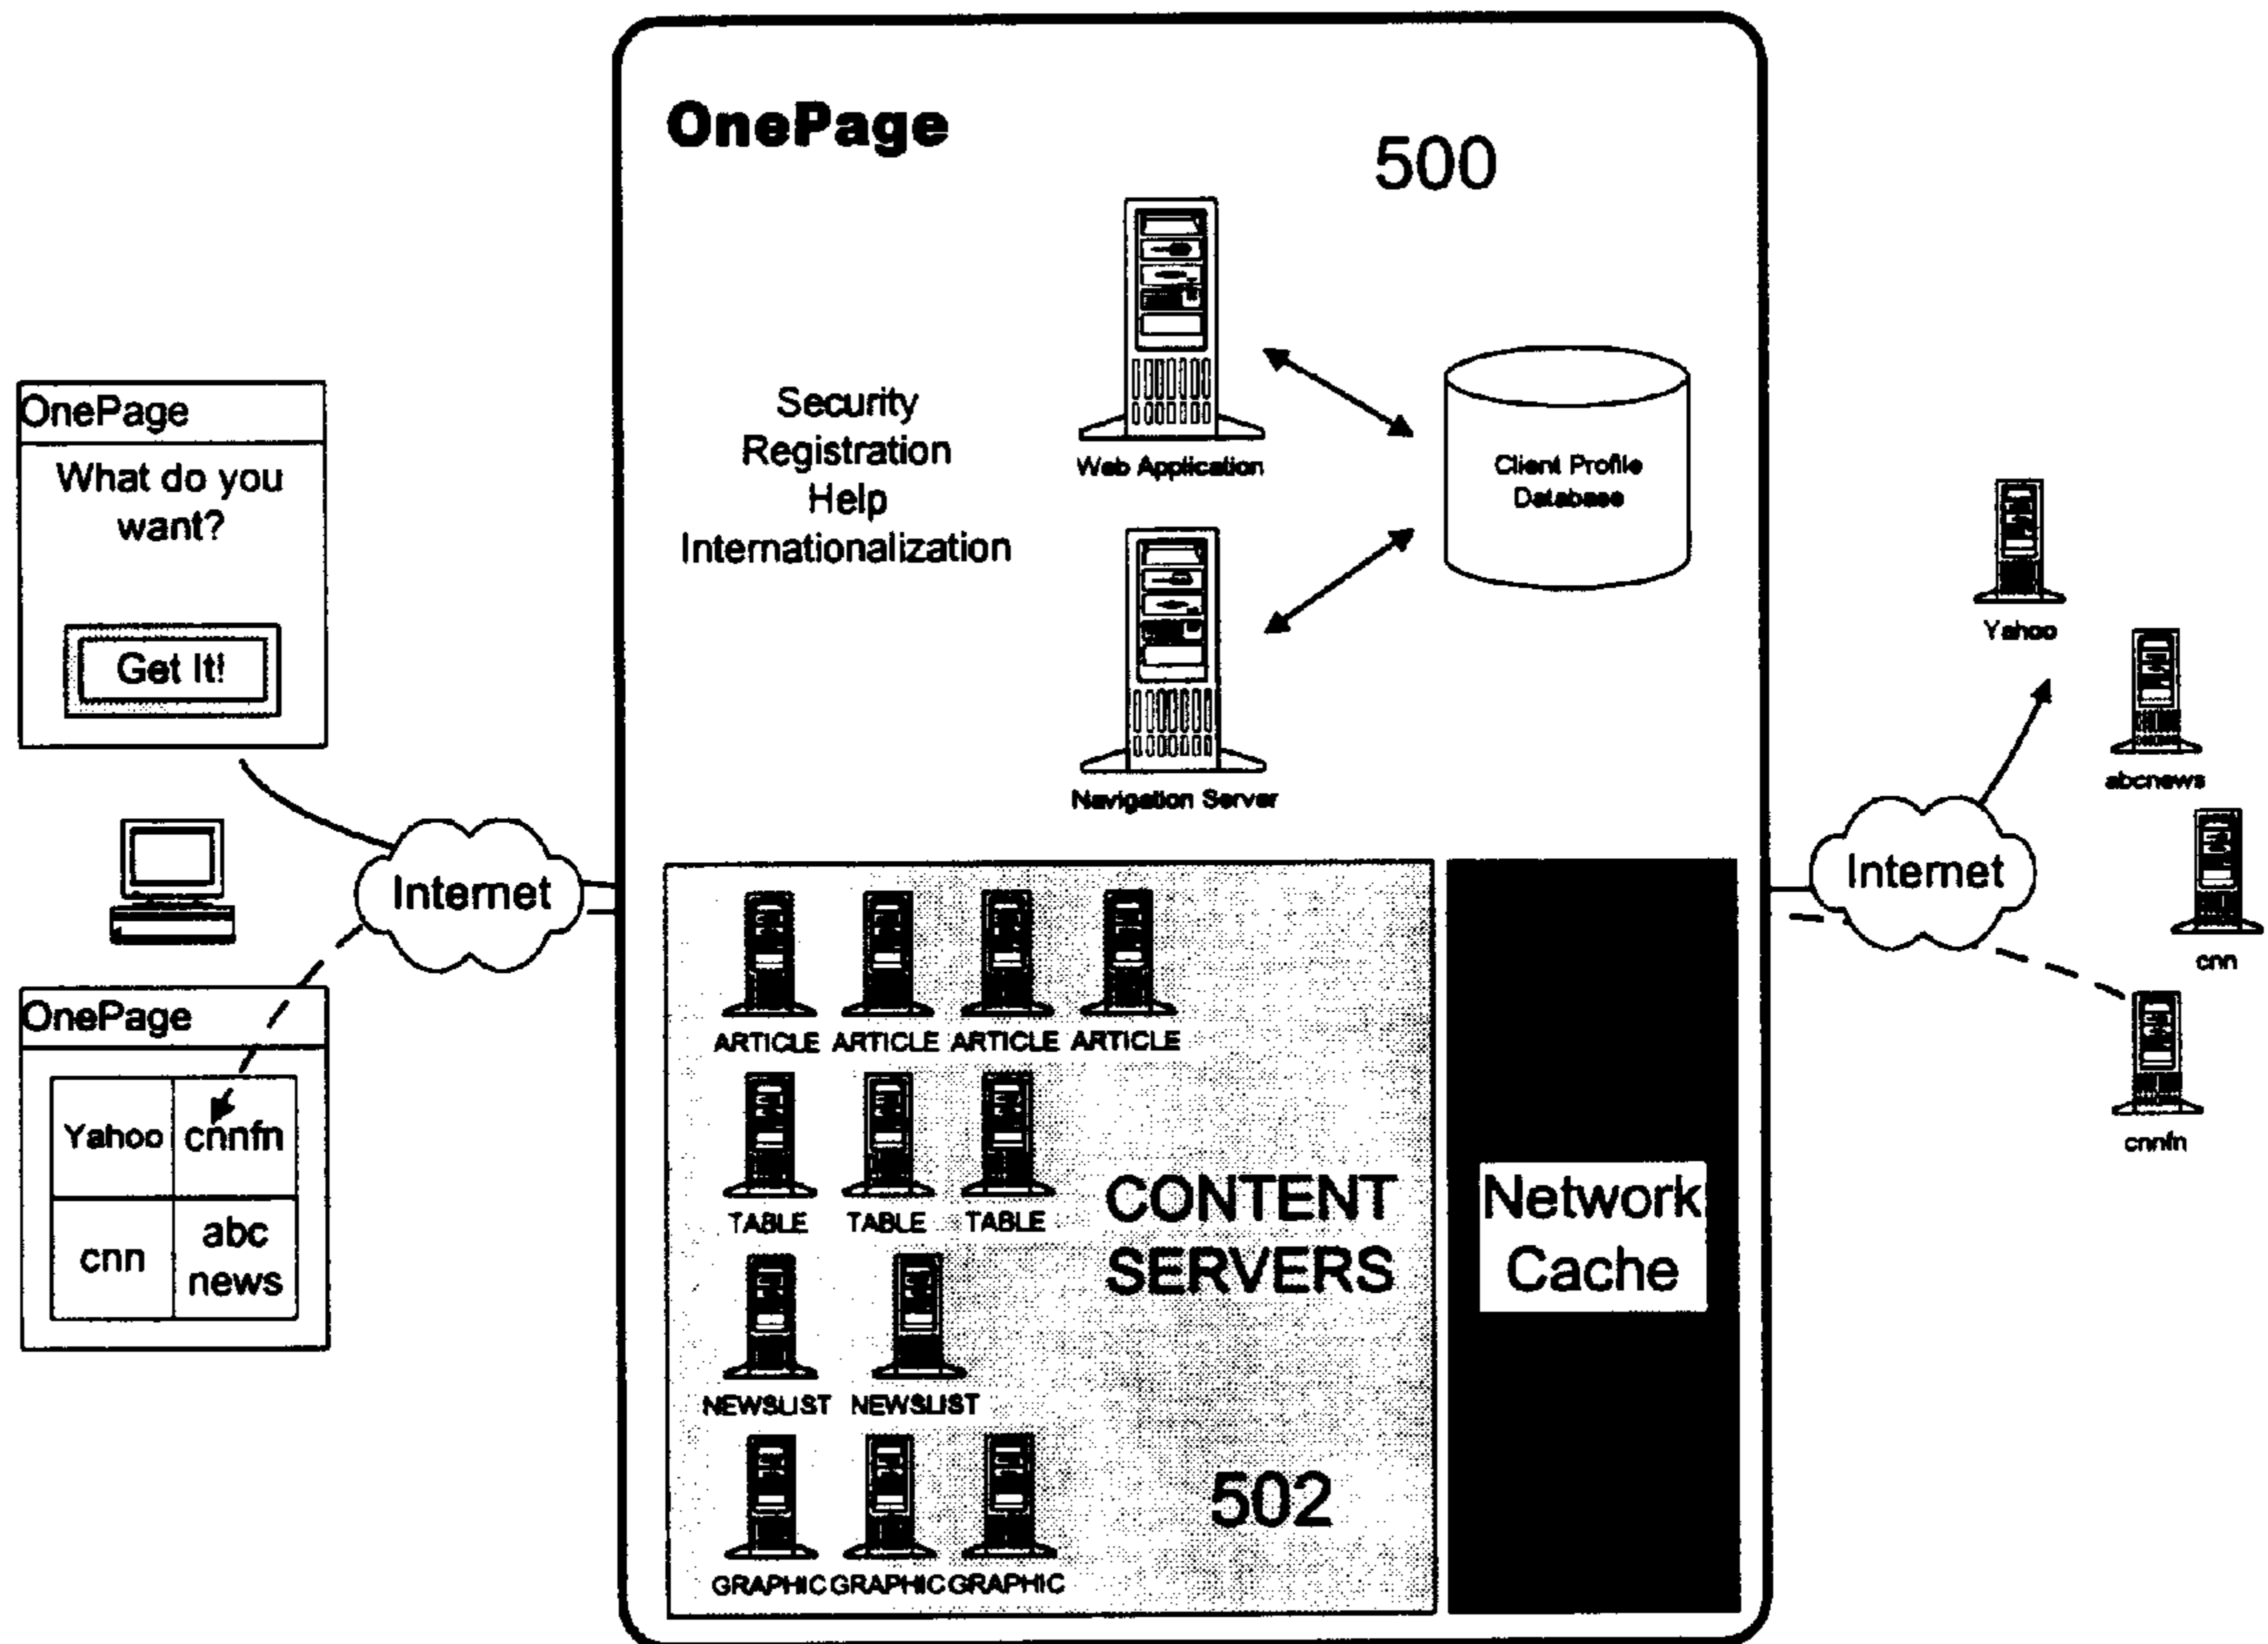 OnePage
What do you
want?
Get It!
OnePage
Yahoo
cnnfn
cnn
abc
news
Internet
OnePage
500
Security
Registration
Help
Internationalization
Web Application
Client Profile
Database
Navigation Server
ARTICLE ARTICLE ARTICLE ARTICLE
TABLE TABLE TABLE
NEWSLIST NEWSLIST
GRAPHIC GRAPHIC GRAPHIC
CONTENT
SERVERS
502
Network
Cache
Internet
Yahoo
abcnews
cnn
cnnfn